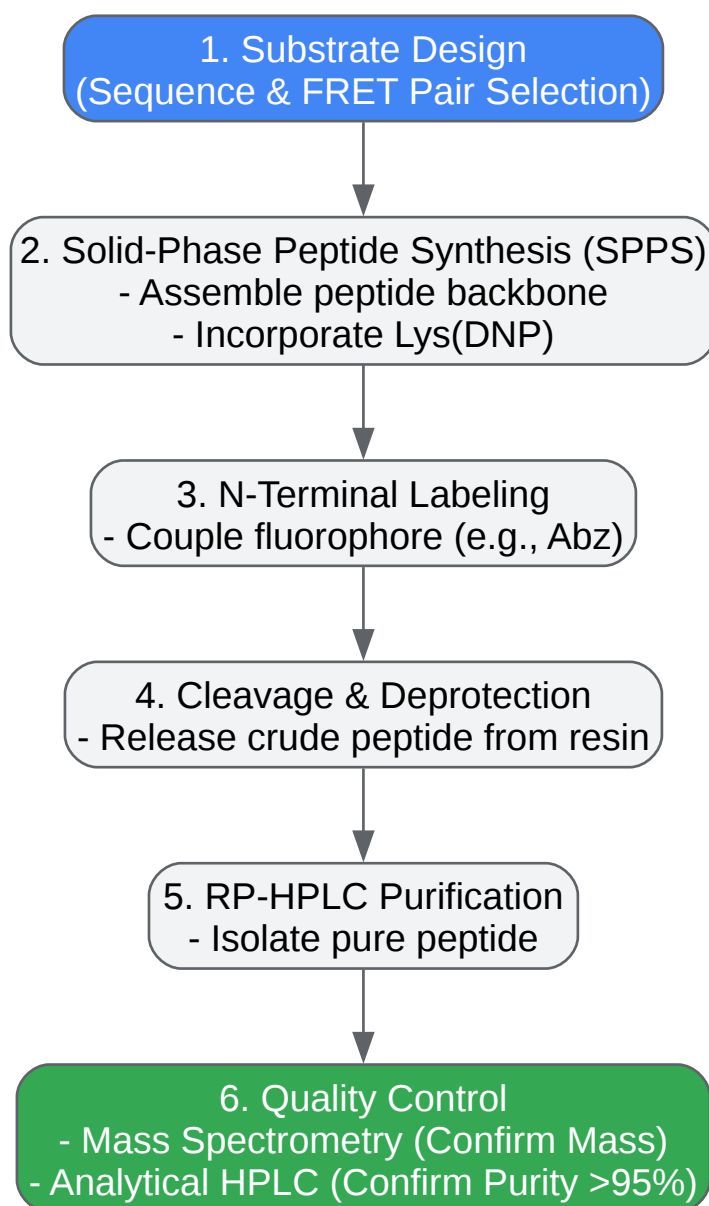 1. Substrate Design
(Sequence & FRET Pair Selection)
2. Solid-Phase Peptide Synthesis (SPPS)
- Assemble peptide backbone
- Incorporate Lys(DNP)
3. N-Terminal Labeling
- Couple fluorophore (e.g., Abz)
4. Cleavage & Deprotection
- Release crude peptide from resin
5. RP-HPLC Purification
- Isolate pure peptide
6. Quality Control
- Mass Spectrometry (Confirm Mass)
- Analytical HPLC (Confirm Purity >95%)